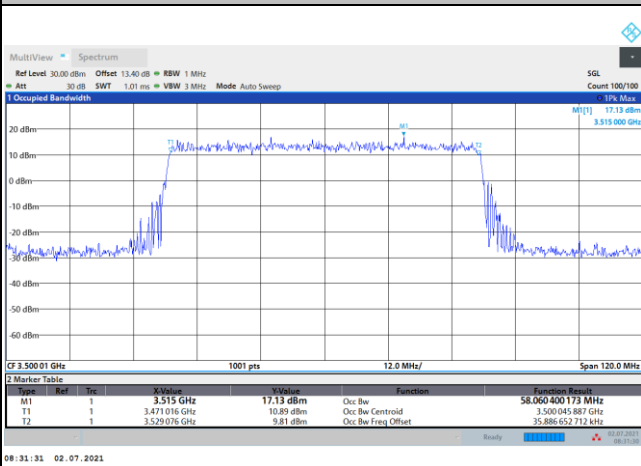 MultiView Spectrum
Ref Level 30.00 dBm Offset 13.40 dB RBW 1 MHz SGL
Att 30 dB SWT 1.01 ms VBW 3 MHz Mode Auto Sweep Count 100/100
1 Occupied Bandwidth 1Pk Max
M1[1] 17.13 dBm
3.515 000 GHz
M1
20 dBm
T1
T2
10 dBm
0 dBm
-10 dBm
-20 dBm
-30 dBm
-40 dBm
-50 dBm
-60 dBm
CF 3.500 01 GHz 1001 pts 12.0 MHz/ Span 120.0 MHz
2 Marker Table
Type Ref Trc X-Value Y-Value Function Function Result
M1 1 3.515 GHz 17.13 dBm Occ Bw 58.060 400 173 MHz
T1 1 3.471 016 GHz 10.89 dBm Occ Bw Centroid 3.500 045 887 GHz
T2 1 3.529 076 GHz 9.81 dBm Occ Bw Freq Offset 35.886 652 712 kHz
Ready 02.07.2021
08:31:30
08:31:31 02.07.2021